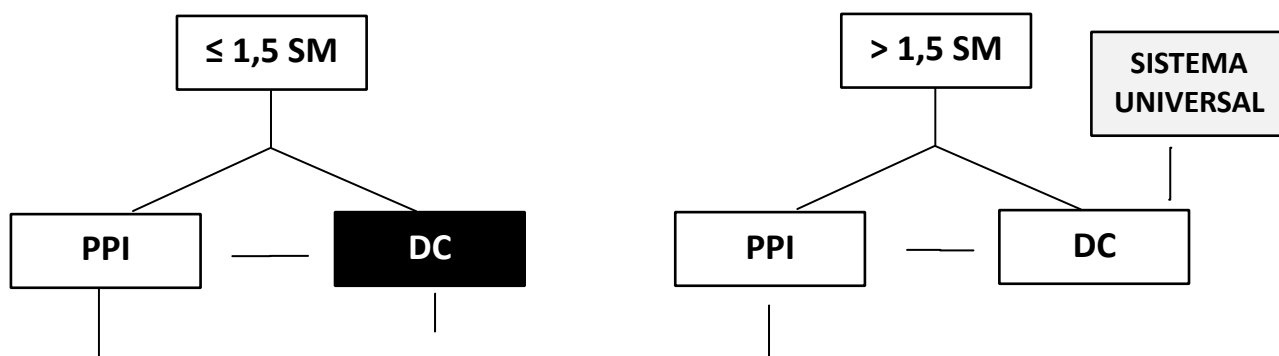 ≤ 1,5 SM
> 1,5 SM
SISTEMA
UNIVERSAL
PPI
DC
PPI
DC